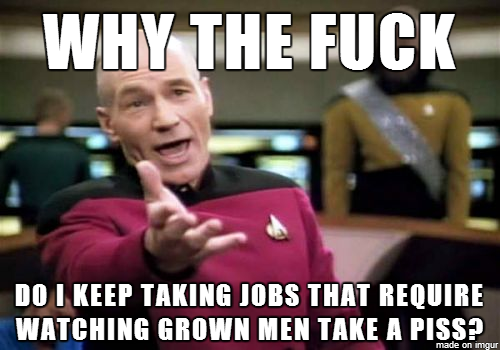 WHY THE FUCK
DO I KEEP TAKING JOBS THAT REQUIRE
WATCHING GROWN MEN TAKE A PISS?
made on imgur